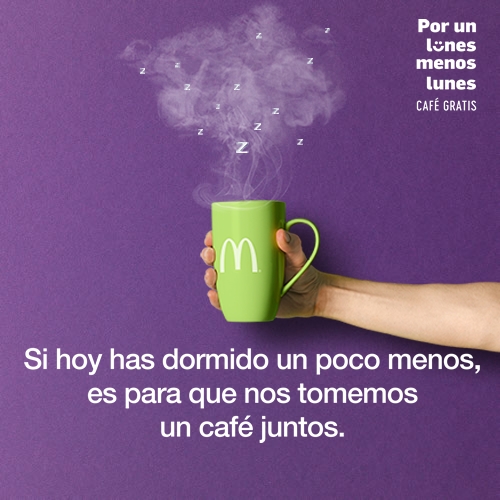 Por un
lunes
menos
lunes
CAFÉ GRATIS
z
z
z
z
z
z
z
z
z
z
z
z
z
M
Si hoy has dormido un poco menos,
es para que nos tomemos
un café juntos.